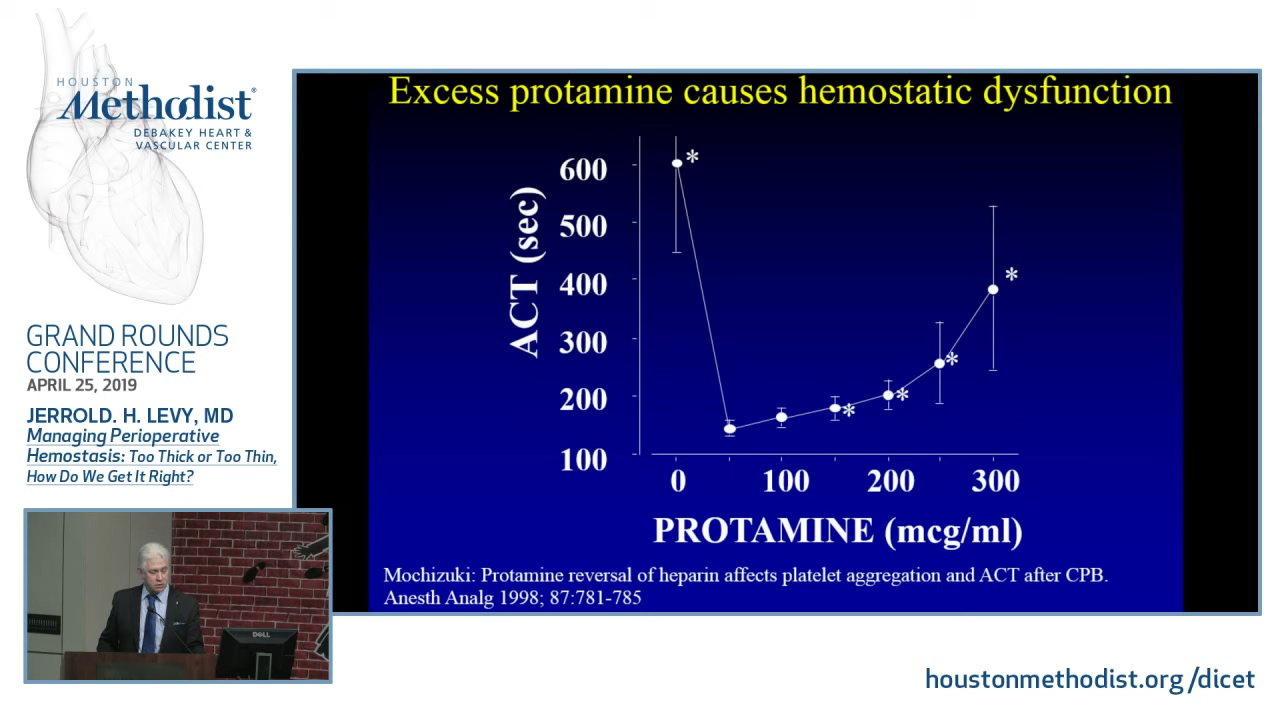 HOUSTON
Methodist®
DEBAKEY HEART &
VASCULAR CENTER
GRAND ROUNDS
CONFERENCE
APRIL 25, 2019
JERROLD. H. LEVY, MD
Managing Perioperative
Hemostasis: Too Thick or Too Thin,
How Do We Get It Right?
Excess protamine causes hemostatic dysfunction
ACT (sec)
600
500
400
300
200
100
*
*
*
*
*
0
100
200
300
PROTAMINE (mcg/ml)
Mochizuki: Protamine reversal of heparin affects platelet aggregation and ACT after CPB.
Anesth Analg 1998; 87:781-785
DELL
houstonmethodist.org/dicet